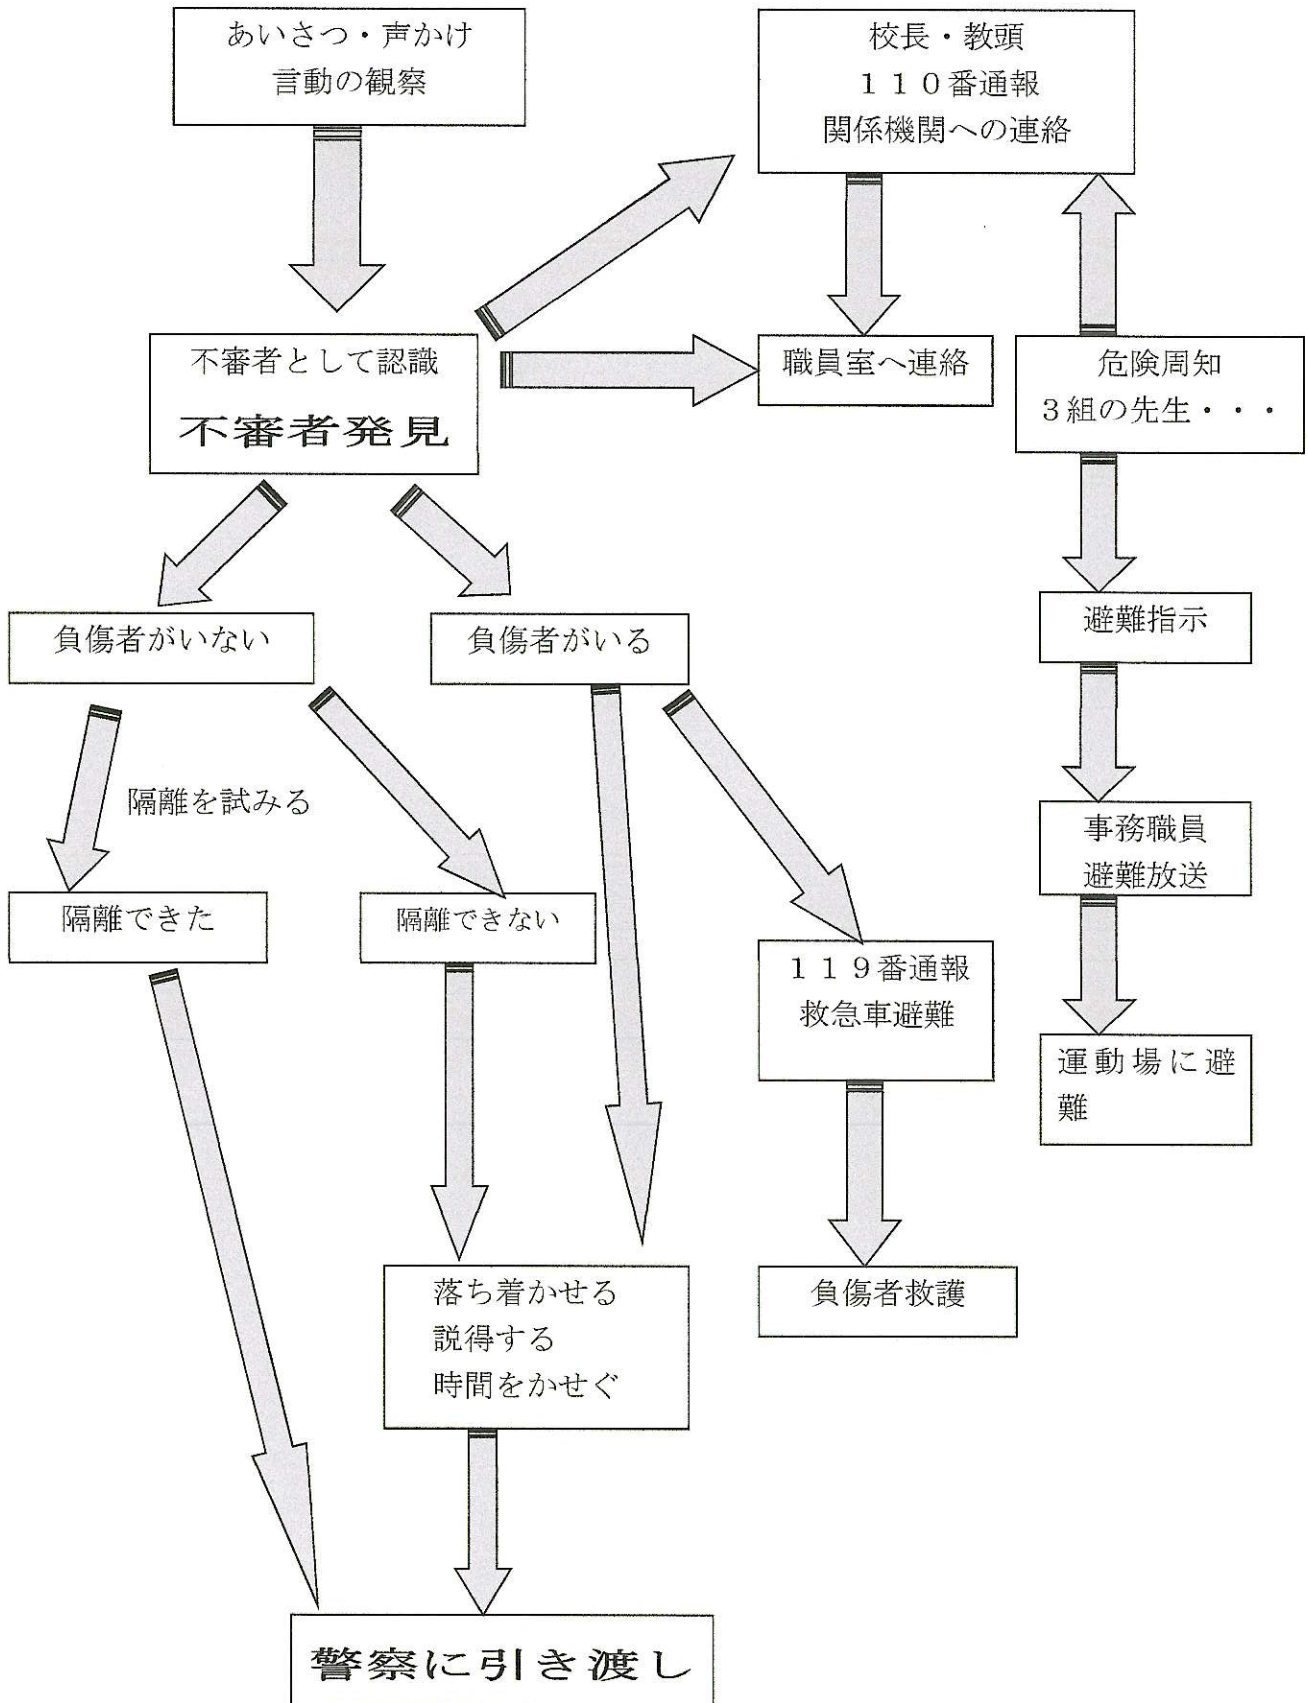 あいさつ・声かけ
言動の観察
校長・教頭
１１０番通報
関係機関への連絡
不審者として認識
不審者発見
職員室へ連絡
危険周知
３組の先生・・・
負傷者がいない
負傷者がいる
避難指示
隔離を試みる
事務職員
避難放送
隔離できた
隔離できない
１１９番通報
救急車避難
運動場に避
難
落ち着かせる
説得する
時間をかせぐ
負傷者救護
警察に引き渡し